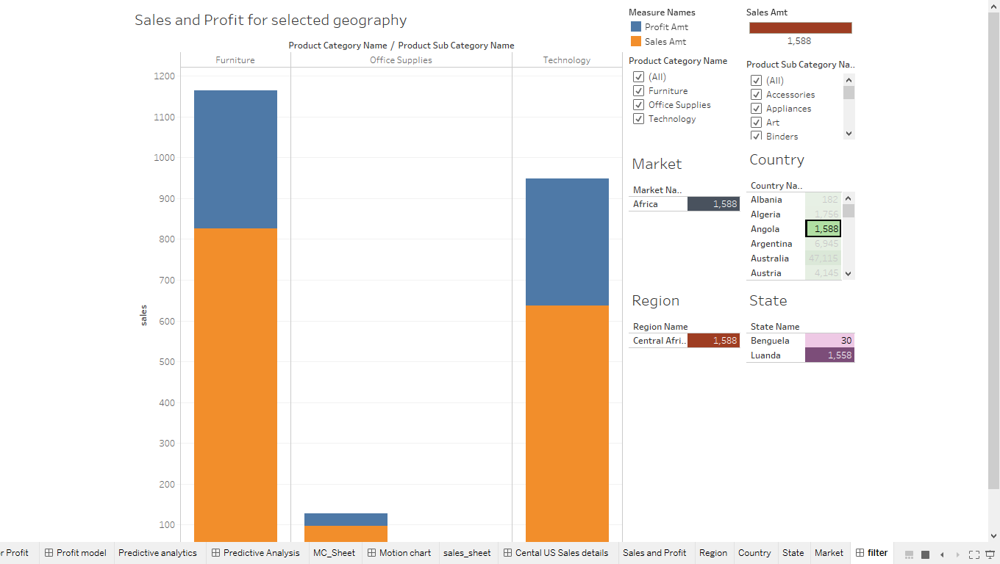 Sales and Profit for selected geography
Product Category Name / Product Sub Category Name
Furniture
Office Supplies
Technology
1200
1100
1000
900
800
700
600
500
400
300
200
100
sales
Measure Names
Profit Amt
Sales Amt
Sales Amt
1,588
Product Category Name
(All)
Furniture
Office Supplies
Technology
Product Sub Category Na..
(All)
Accessories
Appliances
Art
Binders
Market
Market Na..
Africa 1,588
Country
Country Na..
Albania 182
Algeria 1,756
Angola 1,588
Argentina 6,945
Australia 47,115
Austria 4,145
Region
Region Name
Central Afri.. 1,588
State
State Name
Benguela 30
Luanda 1,558
r Profit Profit model Predictive analytics Predictive Analysis MC_Sheet Motion chart sales_sheet Cental US Sales details Sales and Profit Region Country State Market filter